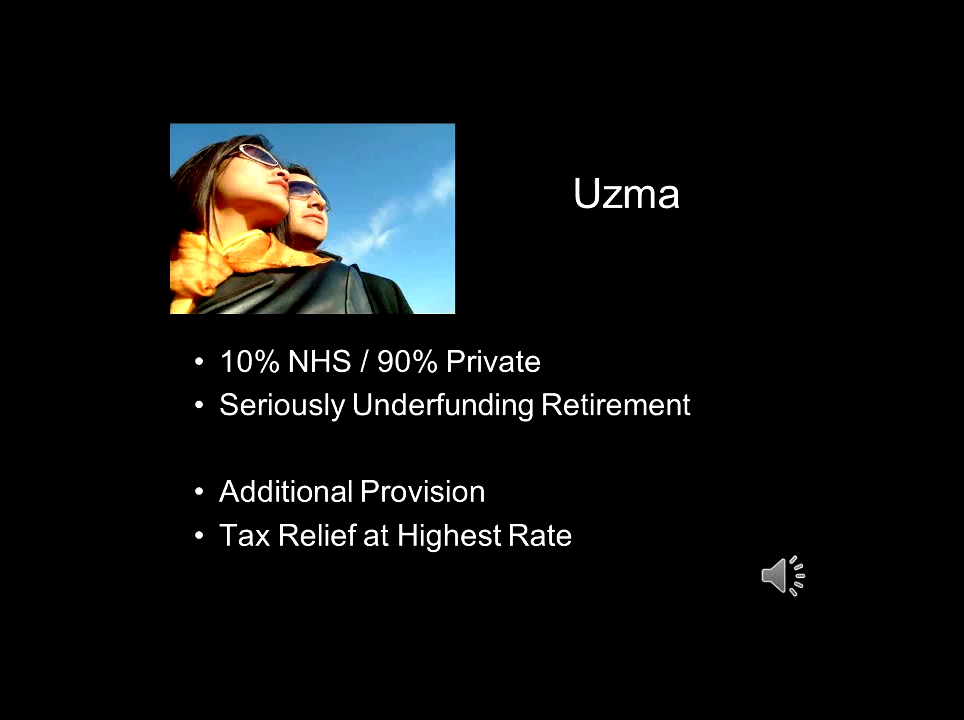 Uzma
• 10% NHS / 90% Private
• Seriously Underfunding Retirement
• Additional Provision
• Tax Relief at Highest Rate